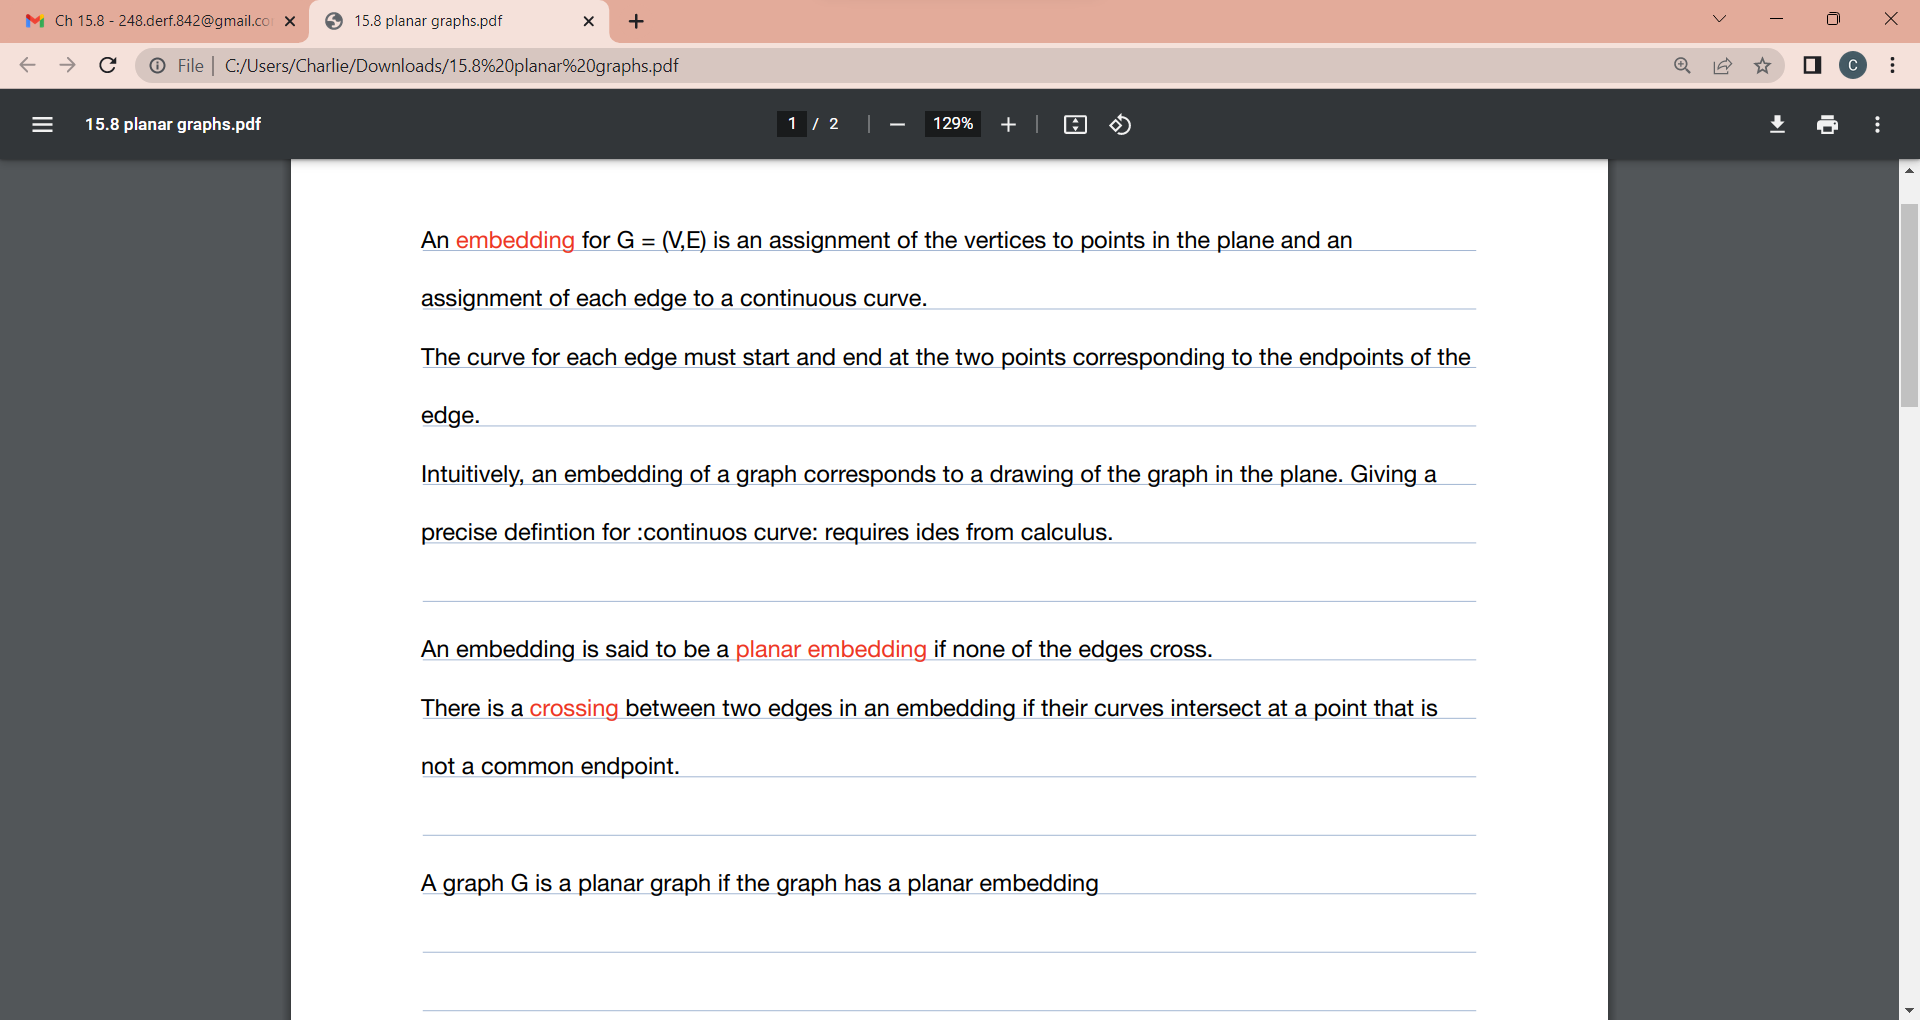 Ch 15.8 - 248.derf.842@gmail.co
15.8 planar graphs.pdf
File
C:/Users/Charlie/Downloads/15.8%20planar%20graphs.pdf
C
15.8 planar graphs.pdf
1 / 2
129%
An embedding for G = (V,E) is an assignment of the vertices to points in the plane and an
assignment of each edge to a continuous curve.
The curve for each edge must start and end at the two points corresponding to the endpoints of the
edge.
Intuitively, an embedding of a graph corresponds to a drawing of the graph in the plane. Giving a
precise defintion for :continuos curve: requires ides from calculus.
An embedding is said to be a planar embedding if none of the edges cross.
There is a crossing between two edges in an embedding if their curves intersect at a point that is
not a common endpoint.
A graph G is a planar graph if the graph has a planar embedding